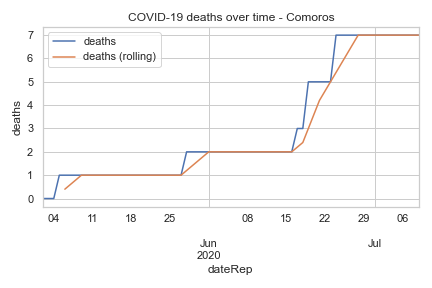 COVID-19 deaths over time - Comoros
deaths
deaths (rolling)
7
6
5
4
3
2
1
0
deaths
04 11 18 25 08 15 22 29 06
Jun Jul
2020
dateRep